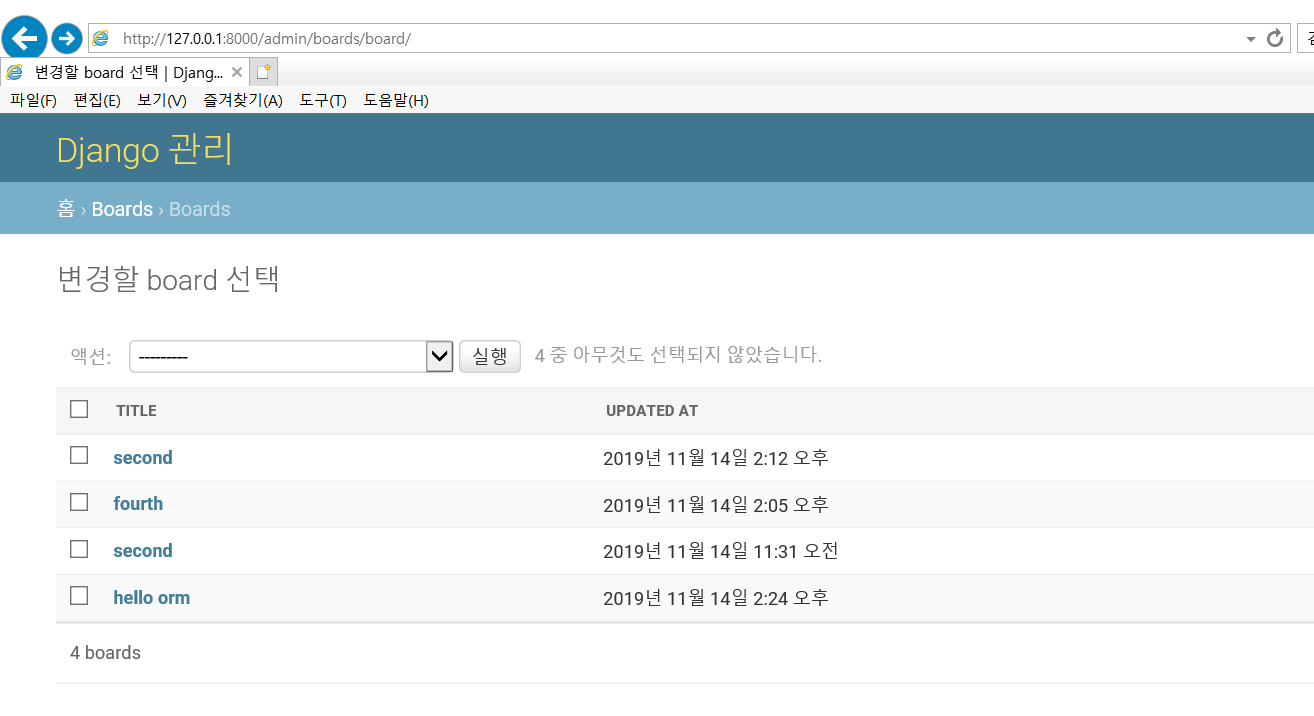 http://127.0.0.1:8000/admin/boards/board/
변경할 board 선택 | Djang...
파일(F) 편집(E) 보기(V) 즐겨찾기(A) 도구(T) 도움말(H)
Django 관리
홈 › Boards › Boards
변경할 board 선택
액션: --------- 실행 4 중 아무것도 선택되지 않았습니다.
TITLE UPDATED AT
second 2019년 11월 14일 2:12 오후
fourth 2019년 11월 14일 2:05 오후
second 2019년 11월 14일 11:31 오전
hello orm 2019년 11월 14일 2:24 오후
4 boards